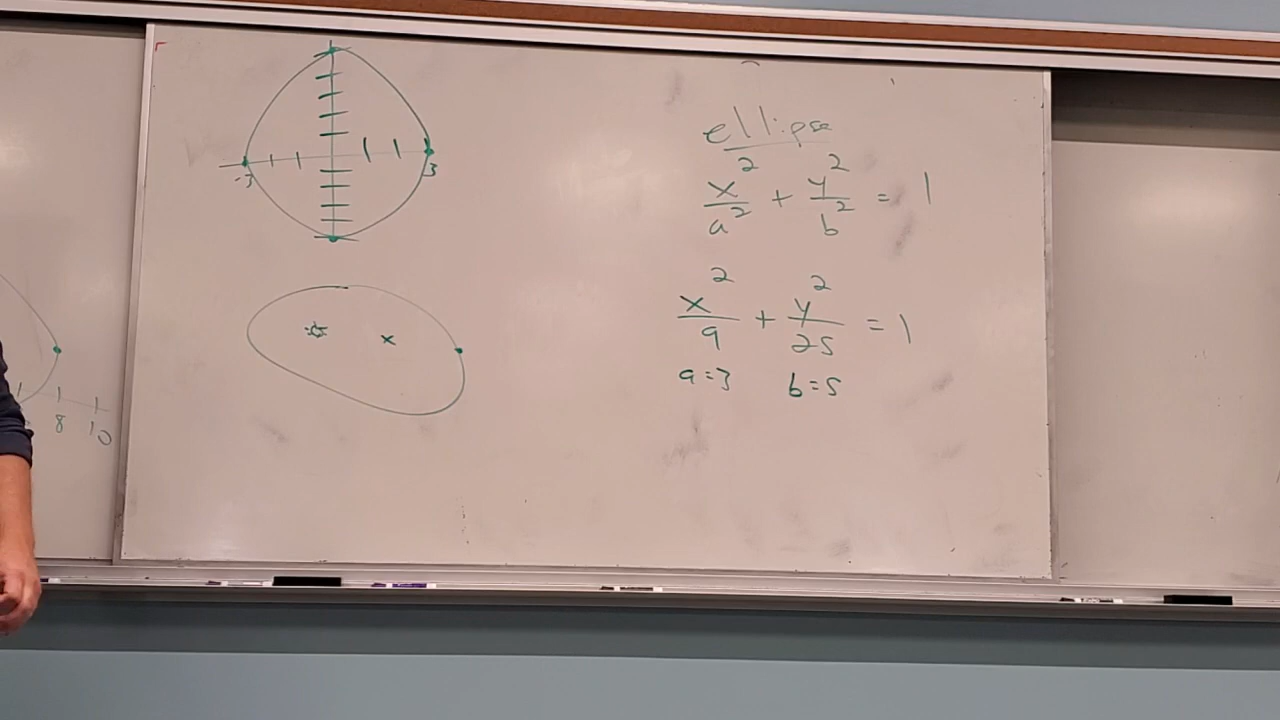 -3 3
8 10
ellipse
x²/a² + y²/b² = 1
x²/9 + y²/25 = 1
a=3 b=5